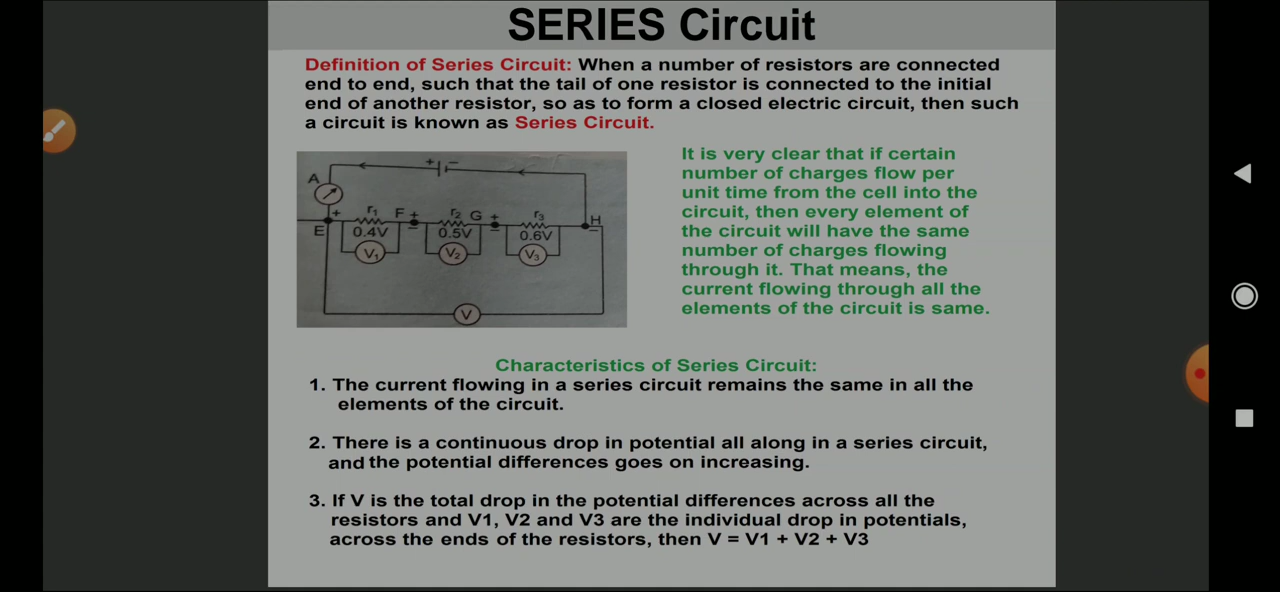 SERIES Circuit
Definition of Series Circuit: When a number of resistors are connected
end to end, such that the tail of one resistor is connected to the initial
end of another resistor, so as to form a closed electric circuit, then such
a circuit is known as Series Circuit.
+ −
A
+ r1 F + r2 G + r3 H
E 0.4V − 0.5V − 0.6V −
V1 V2 V3
V
It is very clear that if certain
number of charges flow per
unit time from the cell into the
circuit, then every element of
the circuit will have the same
number of charges flowing
through it. That means, the
current flowing through all the
elements of the circuit is same.
Characteristics of Series Circuit:
1. The current flowing in a series circuit remains the same in all the
elements of the circuit.
2. There is a continuous drop in potential all along in a series circuit,
and the potential differences goes on increasing.
3. If V is the total drop in the potential differences across all the
resistors and V1, V2 and V3 are the individual drop in potentials,
across the ends of the resistors, then V = V1 + V2 + V3